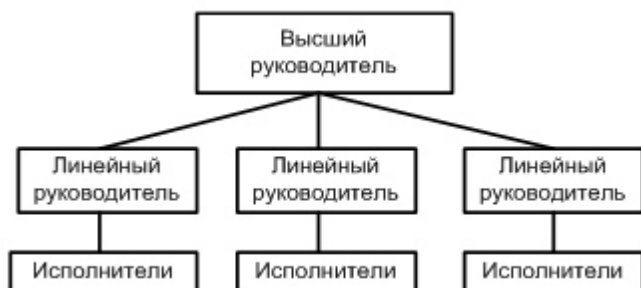 Высший
руководитель
Линейный
руководитель
Линейный
руководитель
Линейный
руководитель
Исполнители
Исполнители
Исполнители